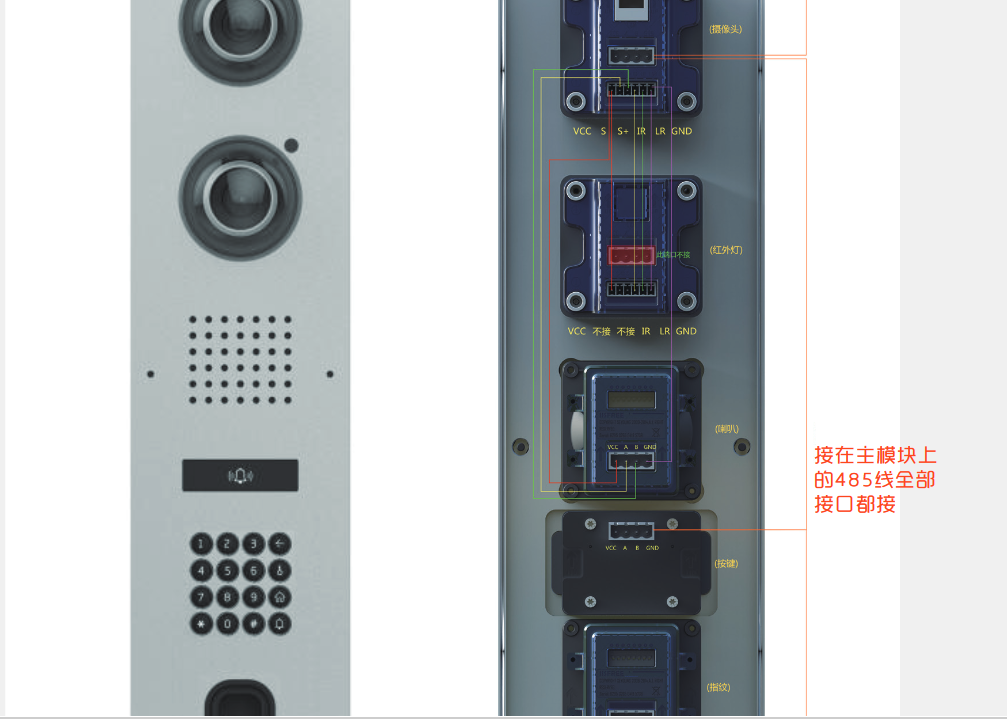 (摄像头)
VCC S S+ IR LR GND
(红外灯)
此端口不接
VCC 不接 不接 IR LR GND
(喇叭)
VCC A B GND
接在主模块上
的485线全部
接口都接
VCC A B GND
(按键)
1 2 3 ←
4 5 6
7 8 9
* 0 #
(指纹)